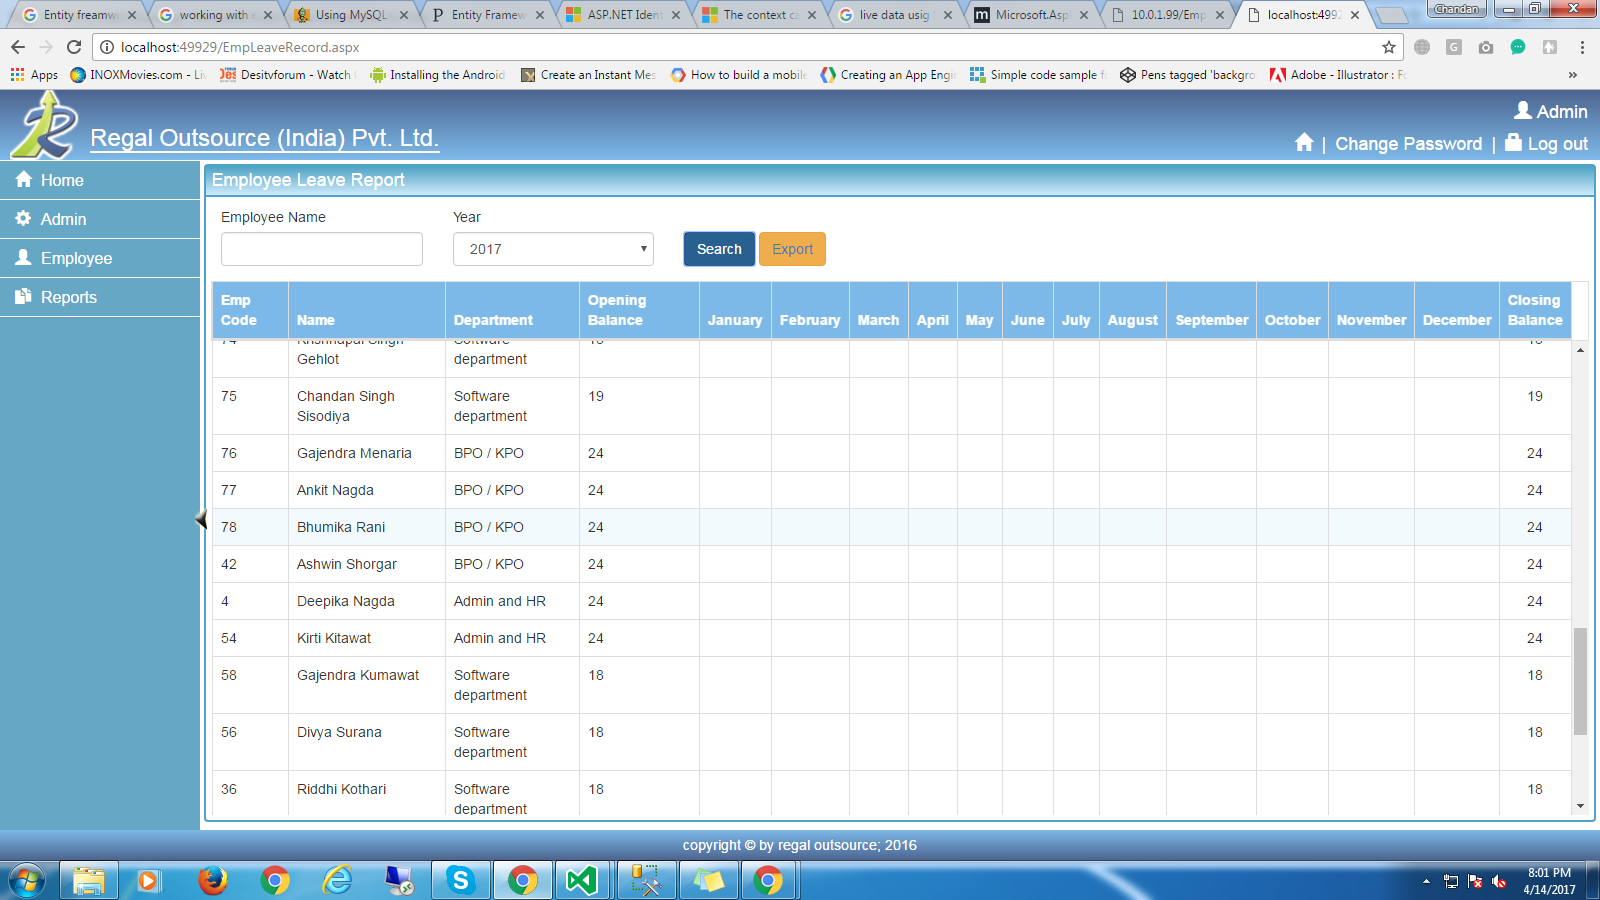 Entity freamw
working with e
Using MySQL
Entity Framew
ASP.NET Iden
The context ca
live data usig
Microsoft.Asp
10.0.1.99/Emp
localhost:4992
Chandan
localhost:49929/EmpLeaveRecord.aspx
Apps
INOXMovies.com - Liv
Desitvforum - Watch
Installing the Android
Create an Instant Mes
How to build a mobile
Creating an App Engi
Simple code sample f
Pens tagged 'backgro
Adobe - Illustrator : Fo
»
Regal Outsource (India) Pvt. Ltd.
Admin
| Change Password | Log out
Home
Admin
Employee
Reports
Employee Leave Report
Employee Name Year
2017 Search Export
Emp Code Name Department Opening Balance January February March April May June July August September October November December Closing Balance
Gehlot department
75 Chandan Singh Sisodiya Software department 19 19
76 Gajendra Menaria BPO / KPO 24 24
77 Ankit Nagda BPO / KPO 24 24
78 Bhumika Rani BPO / KPO 24 24
42 Ashwin Shorgar BPO / KPO 24 24
4 Deepika Nagda Admin and HR 24 24
54 Kirti Kitawat Admin and HR 24 24
58 Gajendra Kumawat Software department 18 18
56 Divya Surana Software department 18 18
36 Riddhi Kothari Software department 18 18
copyright © by regal outsource; 2016
8:01 PM
4/14/2017